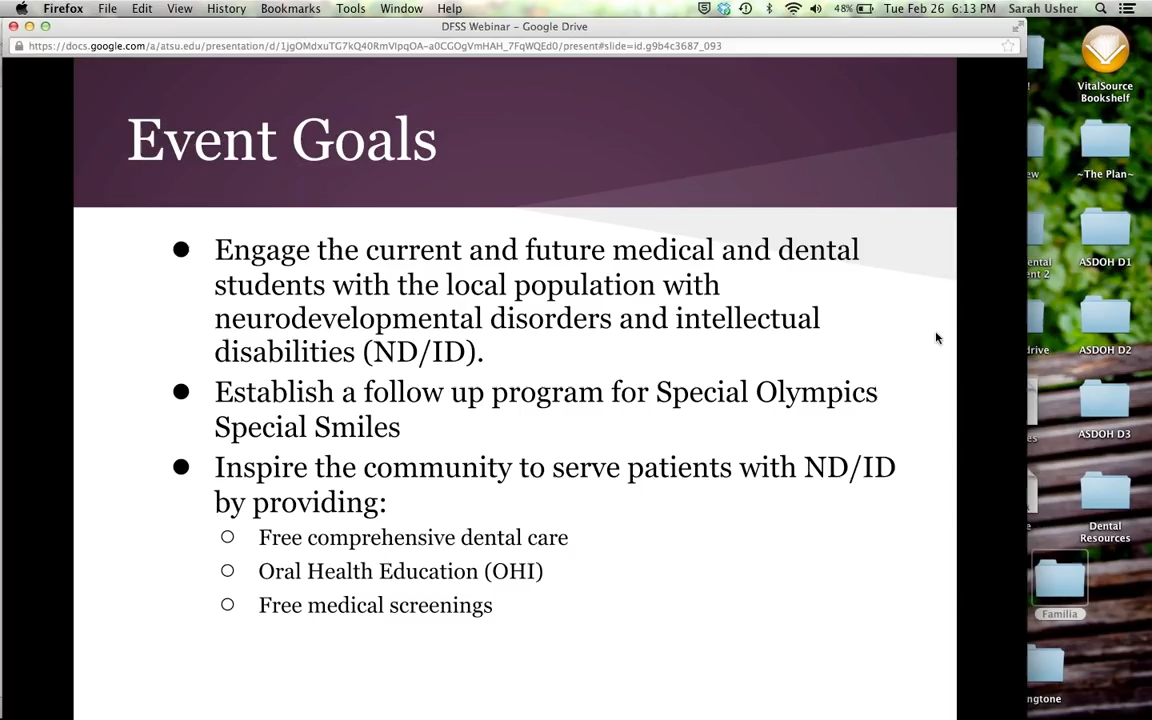 Firefox File Edit View History Bookmarks Tools Window Help 48% Tue Feb 26 6:13 PM Sarah Usher
DFSS Webinar – Google Drive
https://docs.google.com/a/atsu.edu/presentation/d/1jgOMdxuTG7kQ40RmVIpqOA-a0CGOgVmHAH_7FqWQEd0/present#slide=id.g9b4c3687_093
Event Goals
● Engage the current and future medical and dental
students with the local population with
neurodevelopmental disorders and intellectual
disabilities (ND/ID).
● Establish a follow up program for Special Olympics
Special Smiles
● Inspire the community to serve patients with ND/ID
by providing:
○ Free comprehensive dental care
○ Oral Health Education (OHI)
○ Free medical screenings
VitalSource
Bookshelf
~The Plan~
ASDOH D1
ASDOH D2
ASDOH D3
Dental
Resources
Familia